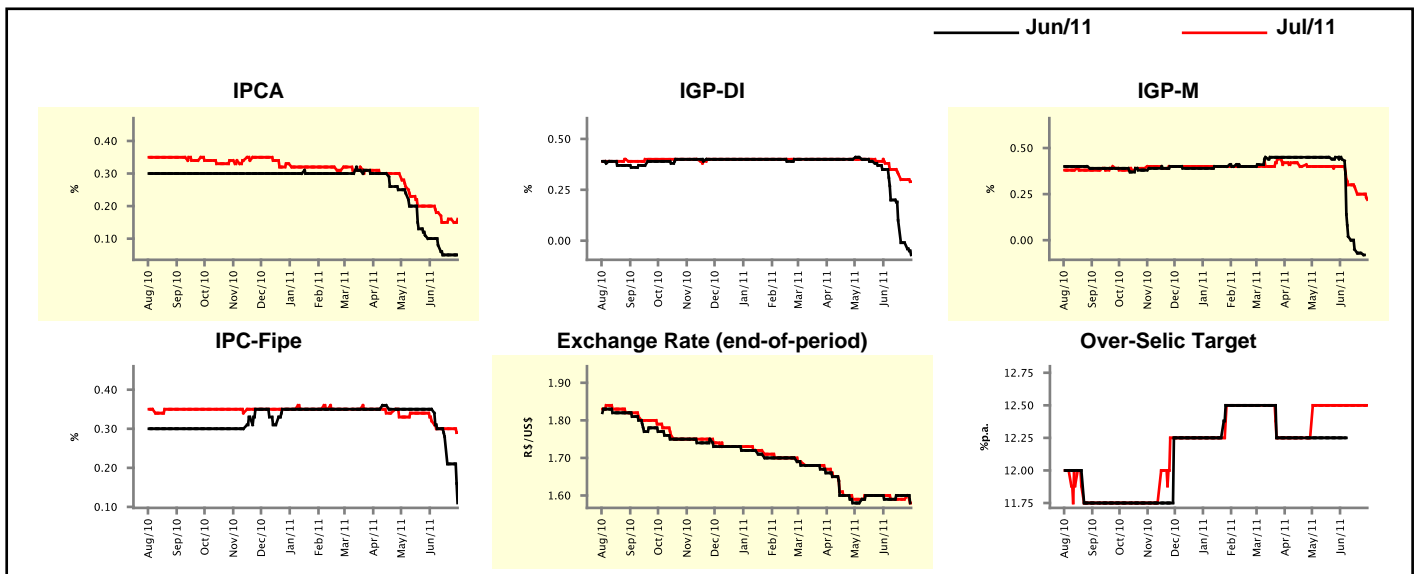 Jun/11 Jul/11
IPCA
%
0.40
0.30
0.20
0.10
Aug/10 Sep/10 Oct/10 Nov/10 Dec/10 Jan/11 Feb/11 Mar/11 Apr/11 May/11 Jun/11
IGP-DI
%
0.50
0.25
0.00
Aug/10 Sep/10 Oct/10 Nov/10 Dec/10 Jan/11 Feb/11 Mar/11 Apr/11 May/11 Jun/11
IGP-M
%
0.50
0.25
0.00
Aug/10 Sep/10 Oct/10 Nov/10 Dec/10 Jan/11 Feb/11 Mar/11 Apr/11 May/11 Jun/11
IPC-Fipe
%
0.40
0.30
0.20
0.10
Aug/10 Sep/10 Oct/10 Nov/10 Dec/10 Jan/11 Feb/11 Mar/11 Apr/11 May/11 Jun/11
Exchange Rate (end-of-period)
R$/US$
1.90
1.80
1.70
1.60
Aug/10 Sep/10 Oct/10 Nov/10 Dec/10 Jan/11 Feb/11 Mar/11 Apr/11 May/11 Jun/11
Over-Selic Target
%p.a.
12.75
12.50
12.25
12.00
11.75
Aug/10 Sep/10 Oct/10 Nov/10 Dec/10 Jan/11 Feb/11 Mar/11 Apr/11 May/11 Jun/11